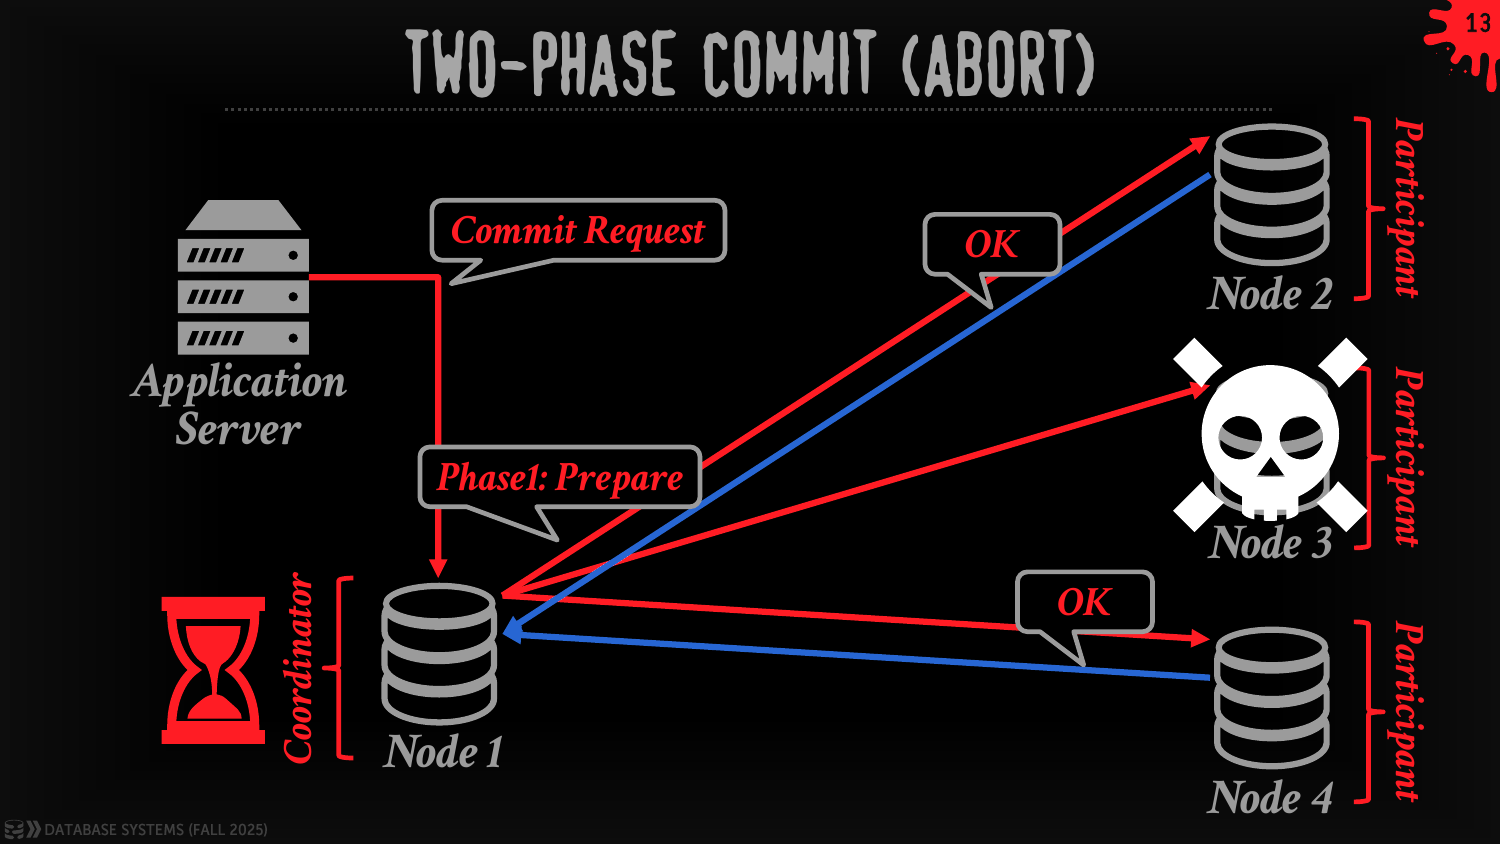 TWO-PHASE COMMIT (ABORT)
13
Commit Request
OK
Participant
Node 2
Application
Server
Participant
Node 3
Phase1: Prepare
OK
Coordinator
Node 1
Participant
Node 4
DATABASE SYSTEMS (FALL 2025)